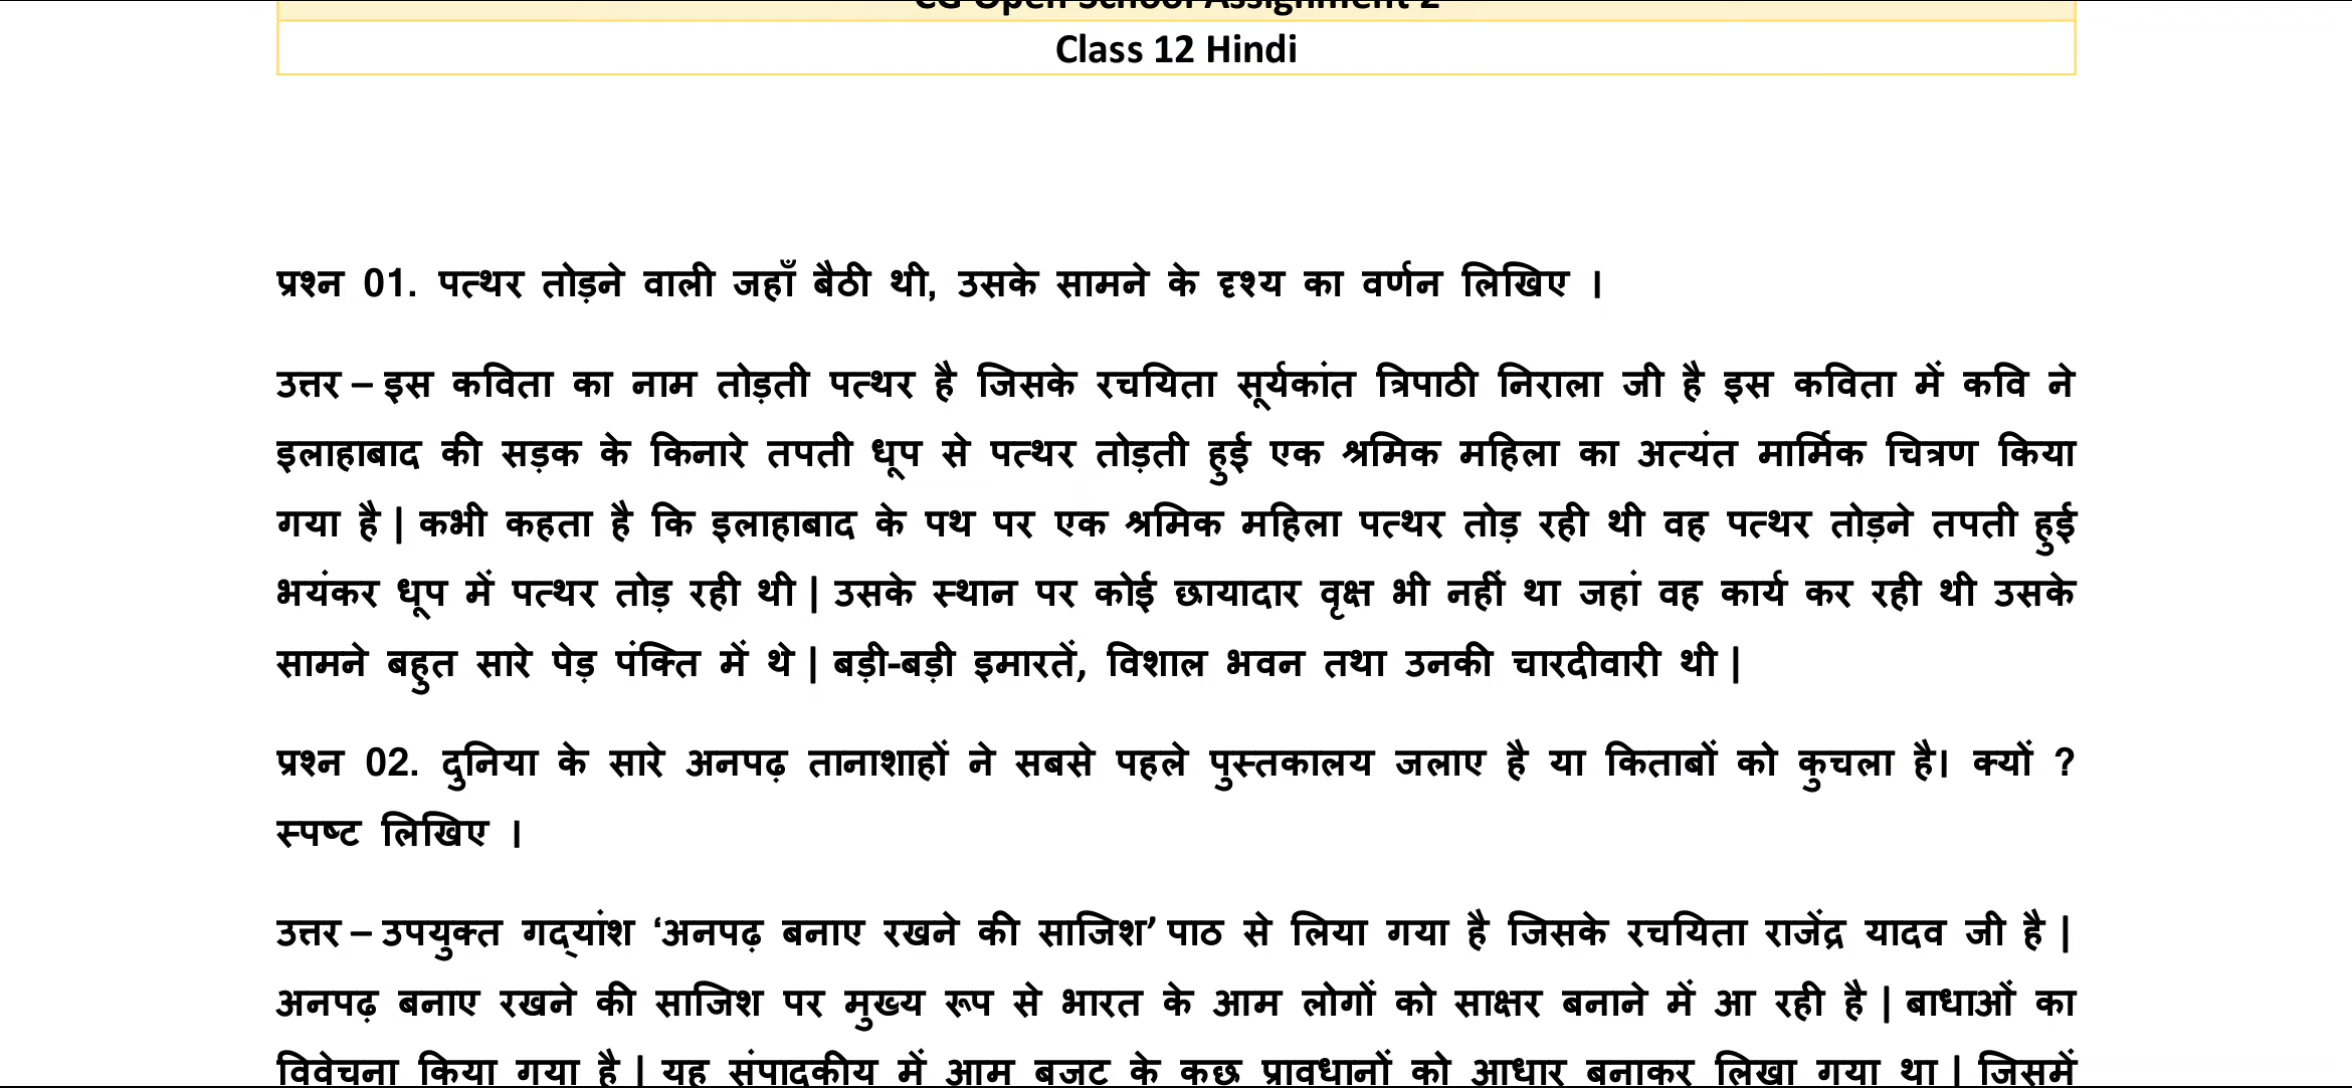 CG Open School Assignment 2
Class 12 Hindi
प्रश्न 01. पत्थर तोड़ने वाली जहाँ बैठी थी, उसके सामने के दृश्य का वर्णन लिखिए ।
उत्तर – इस कविता का नाम तोड़ती पत्थर है जिसके रचयिता सूर्यकांत त्रिपाठी निराला जी है इस कविता में कवि ने
इलाहाबाद की सड़क के किनारे तपती धूप से पत्थर तोड़ती हुई एक श्रमिक महिला का अत्यंत मार्मिक चित्रण किया
गया है | कभी कहता है कि इलाहाबाद के पथ पर एक श्रमिक महिला पत्थर तोड़ रही थी वह पत्थर तोड़ने तपती हुई
भयंकर धूप में पत्थर तोड़ रही थी | उसके स्थान पर कोई छायादार वृक्ष भी नहीं था जहां वह कार्य कर रही थी उसके
सामने बहुत सारे पेड़ पंक्ति में थे | बड़ी-बड़ी इमारतें, विशाल भवन तथा उनकी चारदीवारी थी |
प्रश्न 02. दुनिया के सारे अनपढ़ तानाशाहों ने सबसे पहले पुस्तकालय जलाए है या किताबों को कुचला है। क्यों ?
स्पष्ट लिखिए ।
उत्तर – उपयुक्त गद्यांश ‘अनपढ़ बनाए रखने की साजिश’ पाठ से लिया गया है जिसके रचयिता राजेंद्र यादव जी है |
अनपढ़ बनाए रखने की साजिश पर मुख्य रूप से भारत के आम लोगों को साक्षर बनाने में आ रही है | बाधाओं का
विवेचना किया गया है | यह संपादकीय में आम बजट के कुछ प्रावधानों को आधार बनाकर लिखा गया था | जिसमें